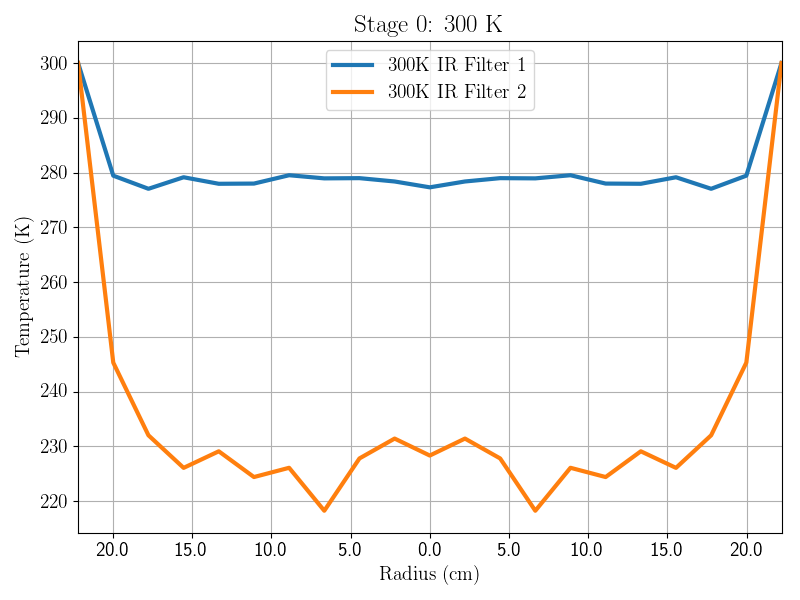 Stage 0: 300 K
300K IR Filter 1
300K IR Filter 2
Temperature (K)
300
290
280
270
260
250
240
230
220
20.0 15.0 10.0 5.0 0.0 5.0 10.0 15.0 20.0
Radius (cm)